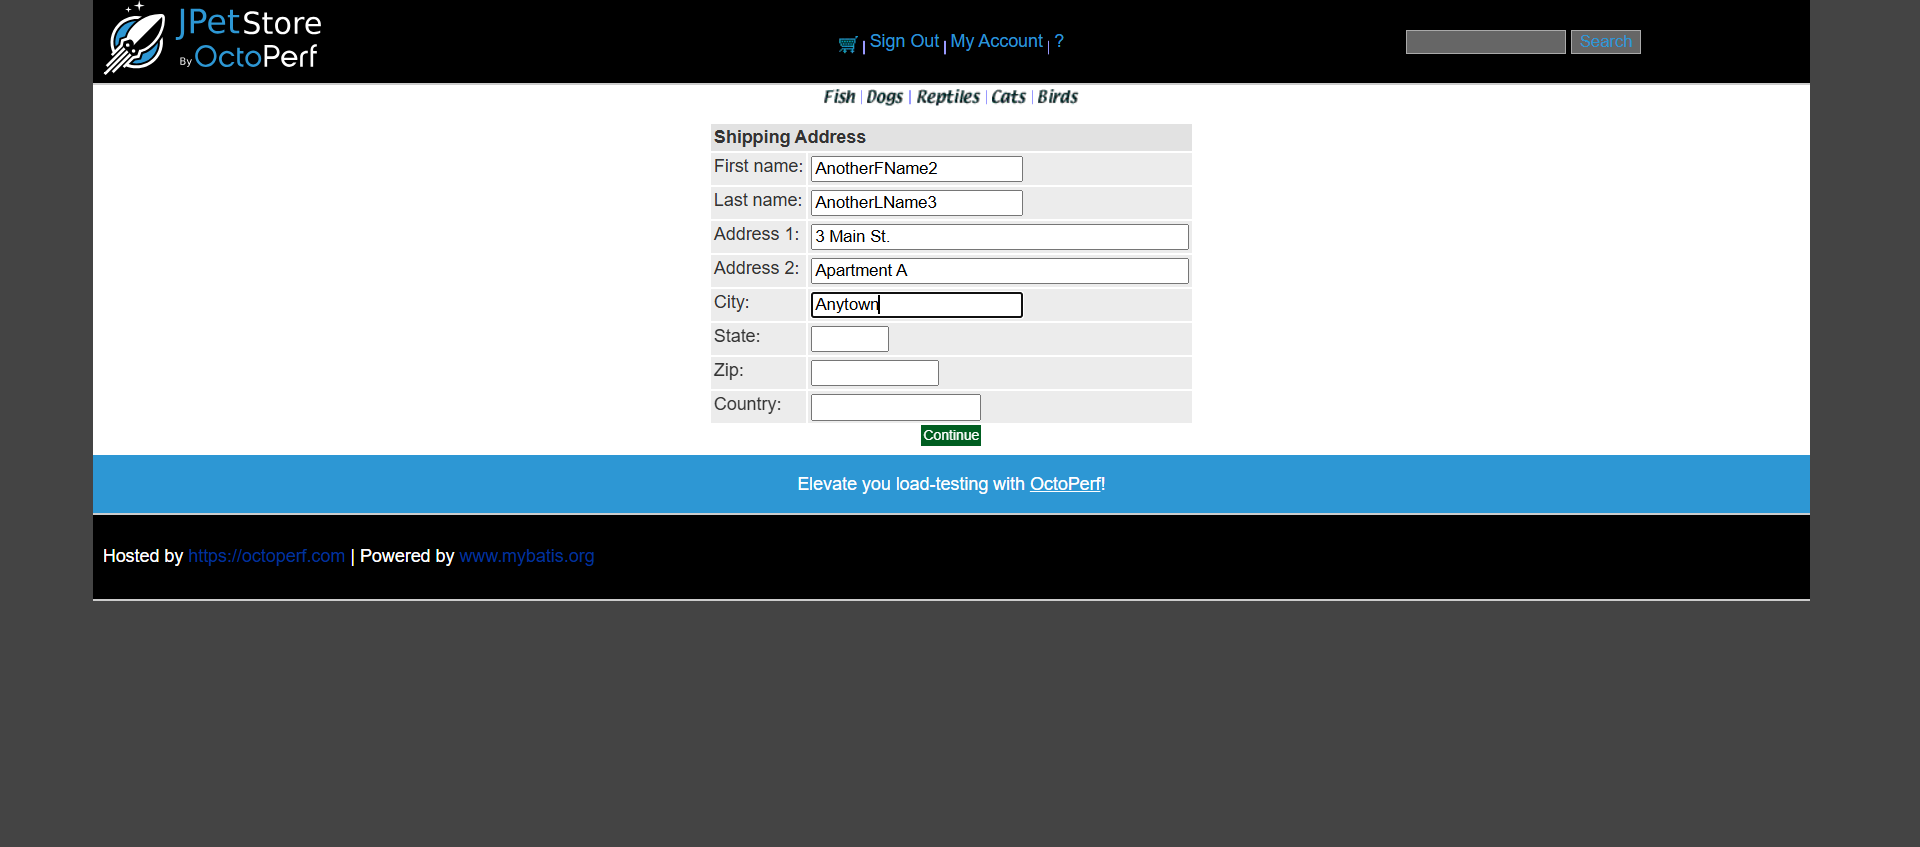 JPetStore
By OctoPerf
| Sign Out | My Account | ?
Search
Fish | Dogs | Reptiles | Cats | Birds
Shipping Address
First name: AnotherFName2
Last name: AnotherLName3
Address 1: 3 Main St.
Address 2: Apartment A
City: Anytown
State:
Zip:
Country:
Continue
Elevate you load-testing with OctoPerf!
Hosted by https://octoperf.com | Powered by www.mybatis.org